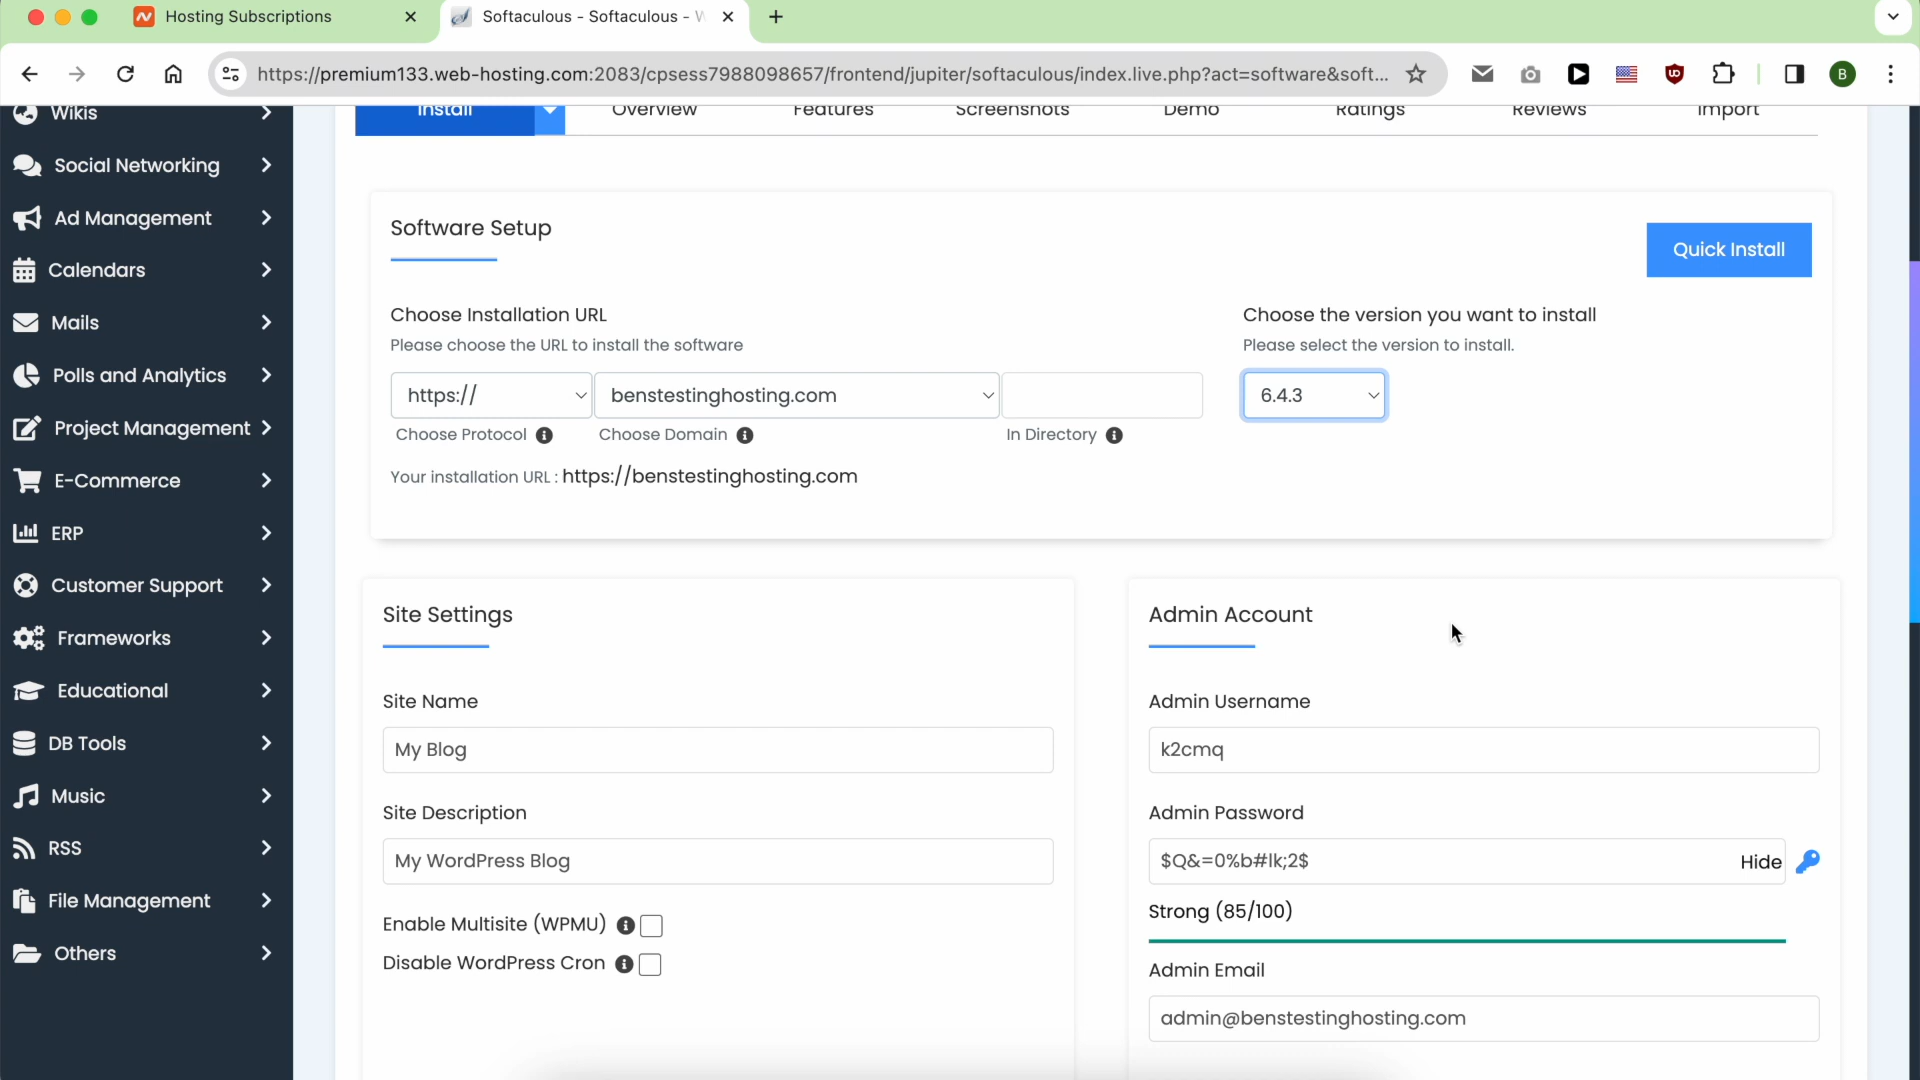 Hosting Subscriptions
Softaculous - Softaculous - W
https://premium133.web-hosting.com:2083/cpsess7988098657/frontend/jupiter/softaculous/index.live.php?act=software&soft...
B
Wikis
Social Networking
Ad Management
Calendars
Mails
Polls and Analytics
Project Management
E-Commerce
ERP
Customer Support
Frameworks
Educational
DB Tools
Music
RSS
File Management
Others
Install Overview Features Screenshots Demo Ratings Reviews Import
Software Setup
Quick Install
Choose Installation URL
Please choose the URL to install the software
https:// benstestinghosting.com
Choose Protocol Choose Domain In Directory
Your installation URL : https://benstestinghosting.com
Choose the version you want to install
Please select the version to install.
6.4.3
Site Settings
Site Name
My Blog
Site Description
My WordPress Blog
Enable Multisite (WPMU)
Disable WordPress Cron
Admin Account
Admin Username
k2cmq
Admin Password
$Q&=0%b#lk;2$ Hide
Strong (85/100)
Admin Email
admin@benstestinghosting.com